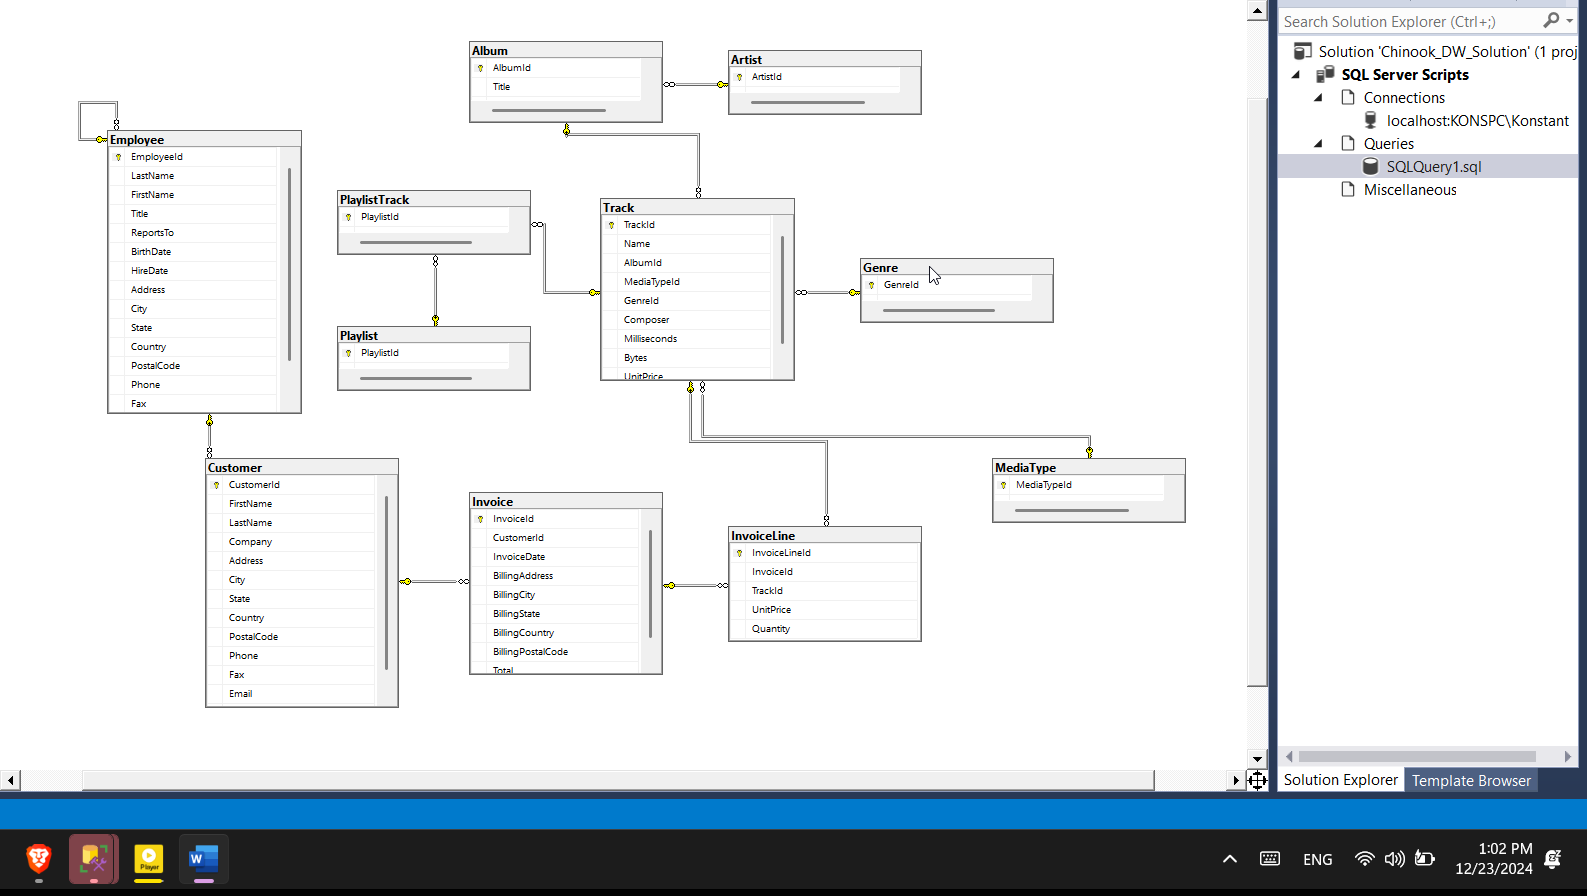 Album
AlbumId
Title
Artist
ArtistId
Employee
EmployeeId
LastName
FirstName
Title
ReportsTo
BirthDate
HireDate
Address
City
State
Country
PostalCode
Phone
Fax
PlaylistTrack
PlaylistId
Playlist
PlaylistId
Track
TrackId
Name
AlbumId
MediaTypeId
GenreId
Composer
Milliseconds
Bytes
UnitPrice
Genre
GenreId
Customer
CustomerId
FirstName
LastName
Company
Address
City
State
Country
PostalCode
Phone
Fax
Email
Invoice
InvoiceId
CustomerId
InvoiceDate
BillingAddress
BillingCity
BillingState
BillingCountry
BillingPostalCode
Total
InvoiceLine
InvoiceLineId
InvoiceId
TrackId
UnitPrice
Quantity
MediaType
MediaTypeId
Search Solution Explorer (Ctrl+;)
Solution 'Chinook_DW_Solution' (1 proj
SQL Server Scripts
Connections
localhost:KONSPC\Konstant
Queries
SQLQuery1.sql
Miscellaneous
Solution Explorer
Template Browser
Player
W
ENG
1:02 PM
12/23/2024